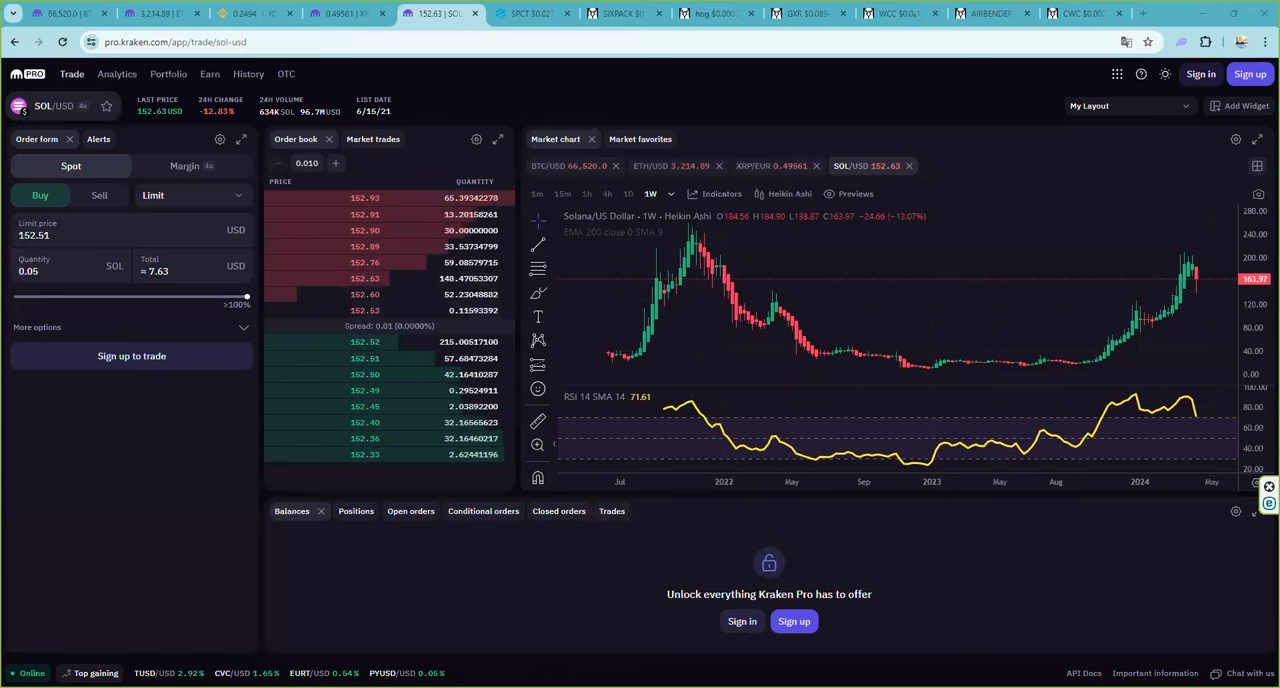 66,520.0 | BT
3,214.89 | ET
0.2494 | IC
0.49561 | XR
152.63 | SOL
SPCT $0.02
SIXPACK $0
hog $0.000
GXR $0.089
WCC $0.0
AIRBENDER
CWC $0.00
pro.kraken.com/app/trade/sol-usd
PRO Trade Analytics Portfolio Earn History OTC Sign in Sign up
SOL/USD 4x
LAST PRICE 24H CHANGE 24H VOLUME LIST DATE
152.63 USD -12.83% 634K SOL 96.7M USD 6/15/21
My Layout Add Widget
Order form Alerts
Spot Margin 4x
Buy Sell Limit
Limit price
152.51 USD
Quantity Total
0.05 SOL ≈ 7.63 USD
>100%
More options
Sign up to trade
Order book Market trades
0.010
PRICE QUANTITY
152.93 65.39342278
152.91 13.20158261
152.90 30.00000000
152.89 33.53734799
152.76 59.08579715
152.63 148.47053307
152.60 52.23048882
152.53 0.11593392
Spread: 0.01 (0.0000%)
152.52 215.00517100
152.51 57.68473284
152.50 42.16410287
152.49 0.29524911
152.45 2.03892200
152.40 32.16565623
152.36 32.16460217
152.33 2.62441196
Market chart Market favorites
BTC/USD 66,520.0 ETH/USD 3,214.89 XRP/EUR 0.49561 SOL/USD 152.63
1m 15m 1h 4h 1D 1W Indicators Heikin Ashi Previews
Solana/US Dollar · 1W · Heikin Ashi O184.56 H184.90 L138.87 C163.97 −24.66 (−13.07%)
EMA 200 close 0 SMA 9
280.00
240.00
200.00
163.97
120.00
80.00
40.00
0.00
RSI 14 SMA 14 71.61
100.00
80.00
60.00
40.00
20.00
Jul 2022 May Sep 2023 May Aug 2024 May
Balances Positions Open orders Conditional orders Closed orders Trades
Unlock everything Kraken Pro has to offer
Sign in Sign up
Online Top gaining TUSD/USD 2.92% CVC/USD 1.65% EURT/USD 0.54% PYUSD/USD 0.05% API Docs Important information Chat with us